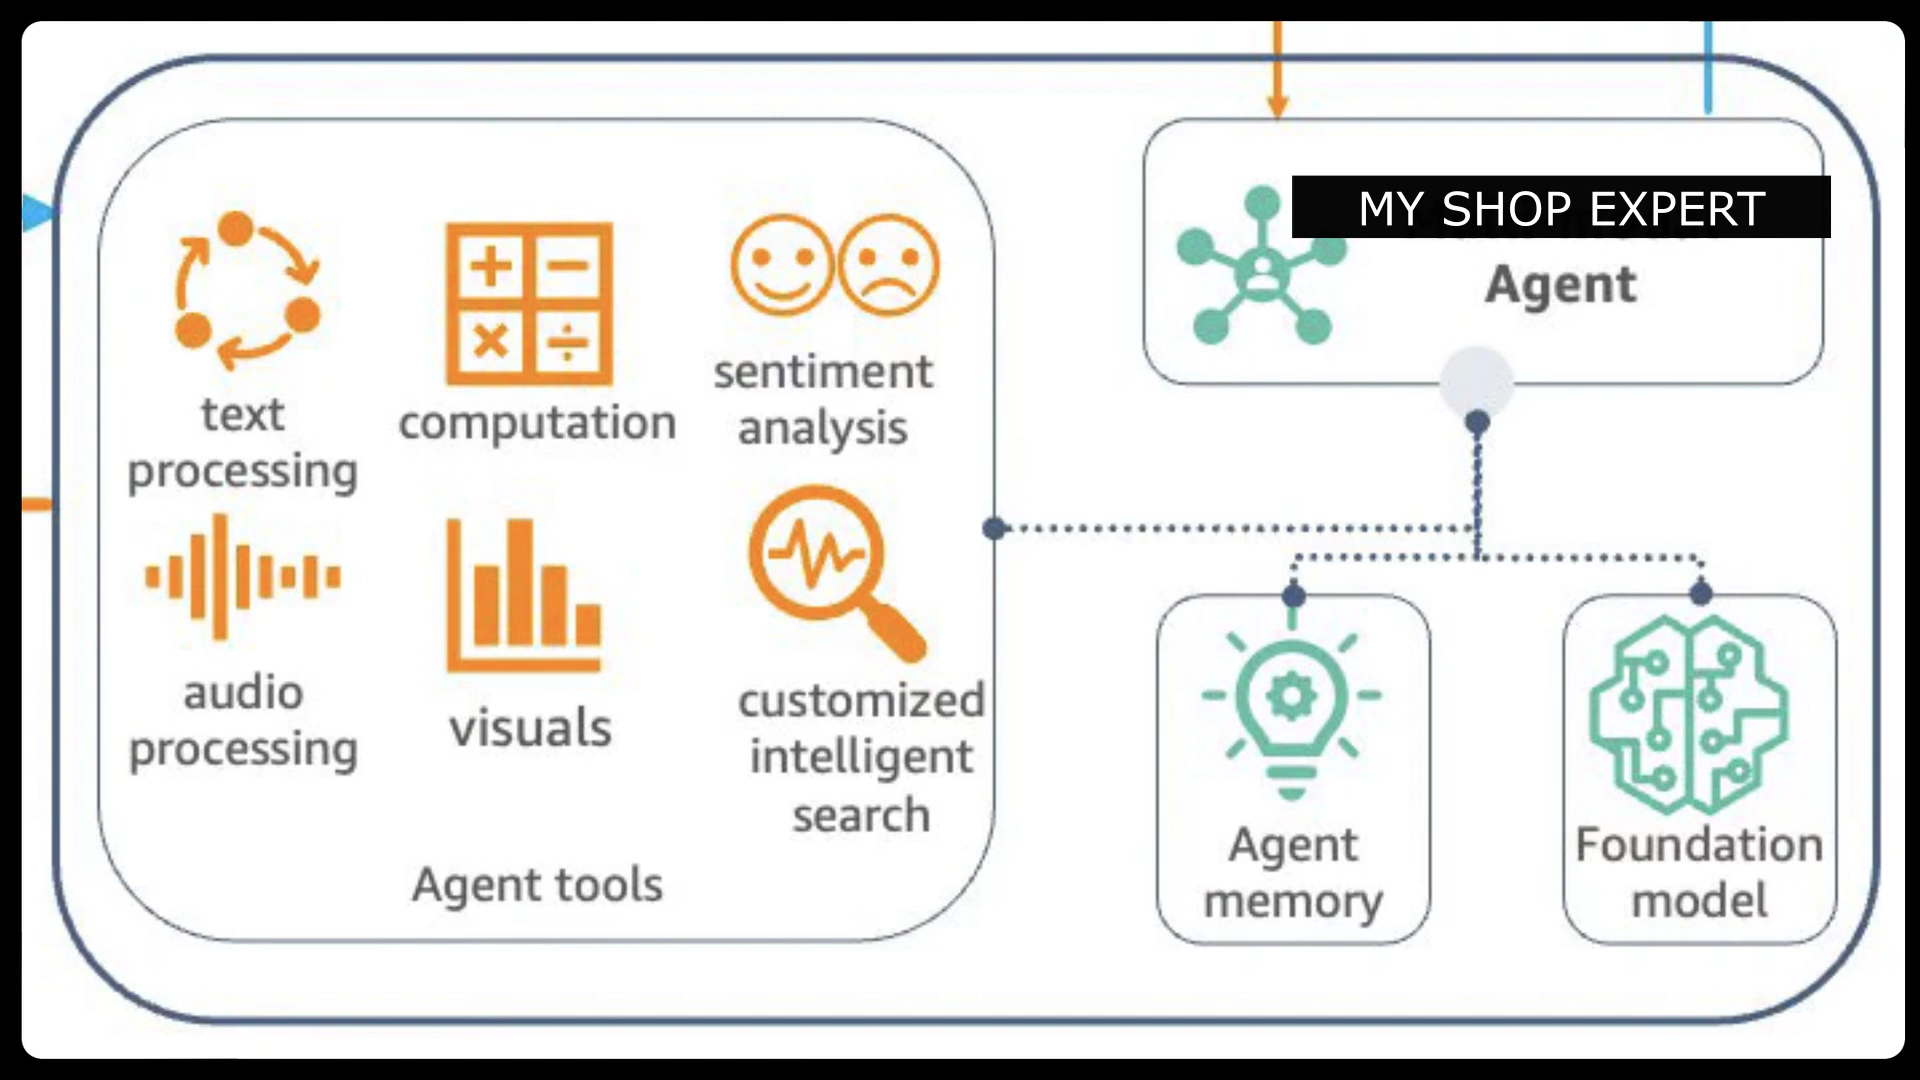 MY SHOP EXPERT
Agent
text
processing
computation
sentiment
analysis
audio
processing
visuals
customized
intelligent
search
Agent tools
Agent
memory
Foundation
model